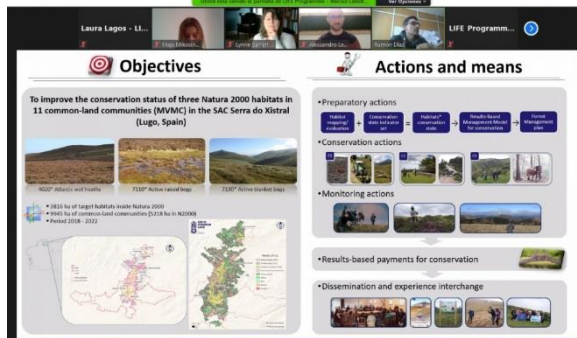 Ver Opciones
Laura Lagos - LI...
LIFE Programm...
Objectives
To improve the conservation status of three Natura 2000 habitats in
11 common-land communities (MVMC) in the SAC Serra do Xistral
(Lugo, Spain)
4020* Atlantic wet heaths
7110* Active raised bogs
7130* Active blanket bogs
3816 ha of target Habitats inside Natura 2000
9945 ha of common-land communities (5218 ha in N2000)
Period 2018 - 2022
Actions and means
•Preparatory actions
Habitat
mapping/
evaluation
+
Conservation
state indicator
set
=
Habitats'
conservation
state
Results-Based
Management Model
for conservation
Forest
Management
plan
•Conservation actions
•Monitoring actions
•Results-based payments for conservation
•Dissemination and experience interchange